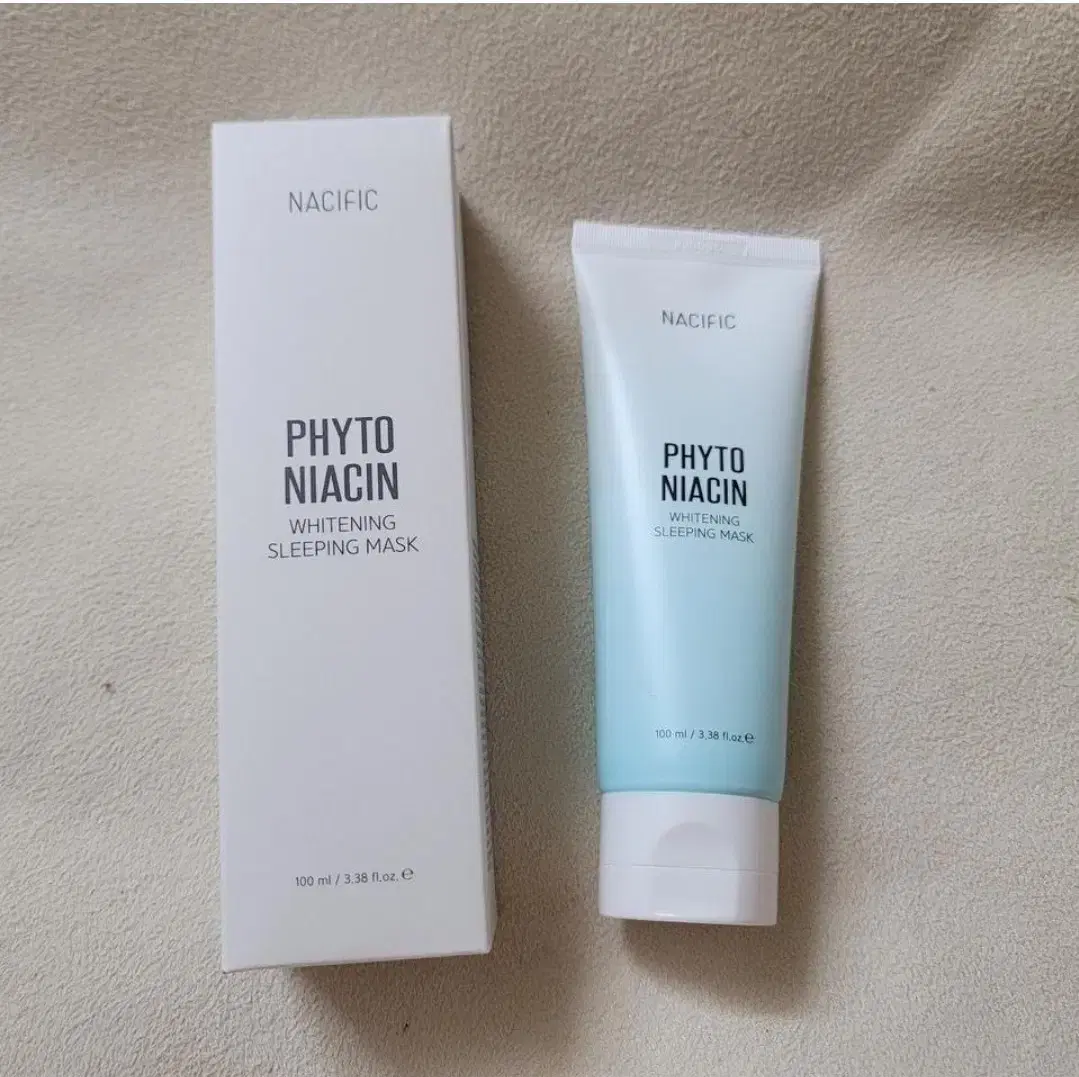 NACIFIC
PHYTO
NIACIN
WHITENING
SLEEPING MASK
100 ml / 3.38 fl.oz. ℮
NACIFIC
PHYTO
NIACIN
WHITENING
SLEEPING MASK
100 ml / 3.38 fl.oz. ℮